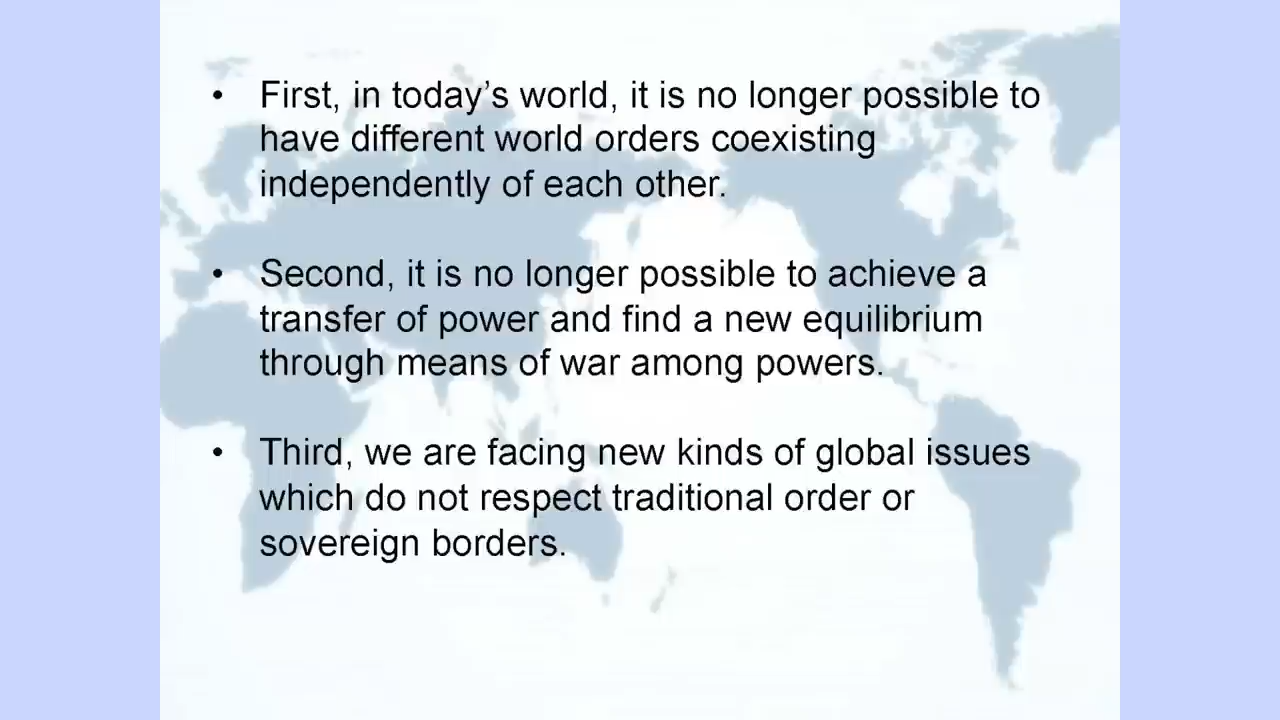 • First, in today's world, it is no longer possible to
have different world orders coexisting
independently of each other.
• Second, it is no longer possible to achieve a
transfer of power and find a new equilibrium
through means of war among powers.
• Third, we are facing new kinds of global issues
which do not respect traditional order or
sovereign borders.